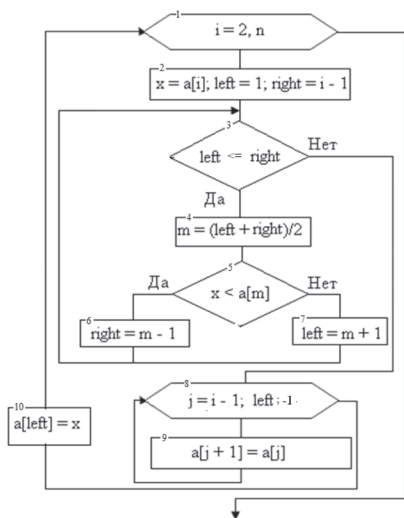 1
i = 2, n
2
x = a[i]; left = 1; right = i - 1
3
left <= right
Нет
Да
4
m = (left + right)/2
5
Да
x < a[m]
Нет
6
right = m - 1
7
left = m + 1
8
j = i - 1; left ; -1
10
a[left] = x
9
a[j + 1] = a[j]